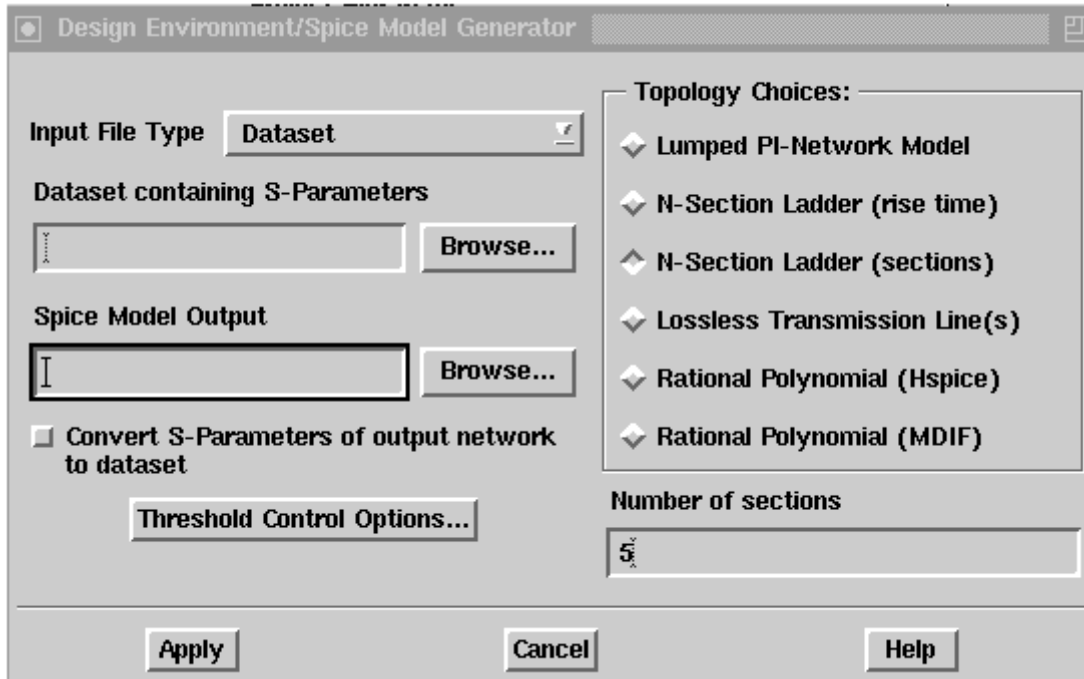 Design Environment/Spice Model Generator
Input File Type
Dataset
Dataset containing S-Parameters
Browse...
Spice Model Output
Browse...
Convert S-Parameters of output network
to dataset
Threshold Control Options...
Topology Choices:
Lumped PI-Network Model
N-Section Ladder (rise time)
N-Section Ladder (sections)
Lossless Transmission Line(s)
Rational Polynomial (Hspice)
Rational Polynomial (MDIF)
Number of sections
5
Apply
Cancel
Help